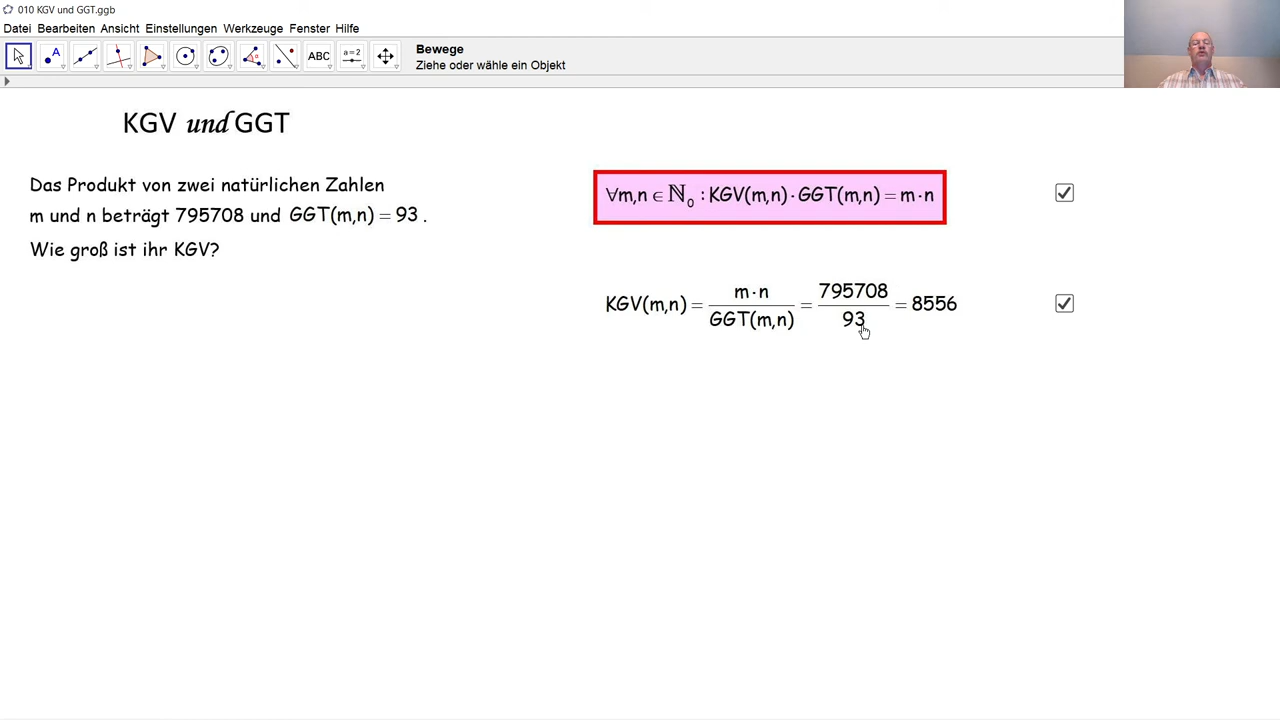 010 KGV und GGT.ggb
Datei Bearbeiten Ansicht Einstellungen Werkzeuge Fenster Hilfe
A ABC a=2
Bewege
Ziehe oder wähle ein Objekt
KGV und GGT
Das Produkt von zwei natürlichen Zahlen
m und n beträgt 795708 und GGT(m,n) = 93 .
Wie groß ist ihr KGV?
∀m,n ∈ ℕ₀ : KGV(m,n) · GGT(m,n) = m · n
KGV(m,n) = m · n / GGT(m,n) = 795708 / 93 = 8556